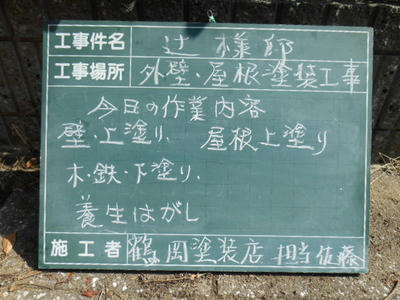 工事件名 辻様邸
工事場所 外壁・屋根塗装工事
今日の作業内容
壁・上塗り、 屋根上塗り
木・鉄・下塗り、
養生はがし
施工者 鶴岡塗装店 担当佐藤